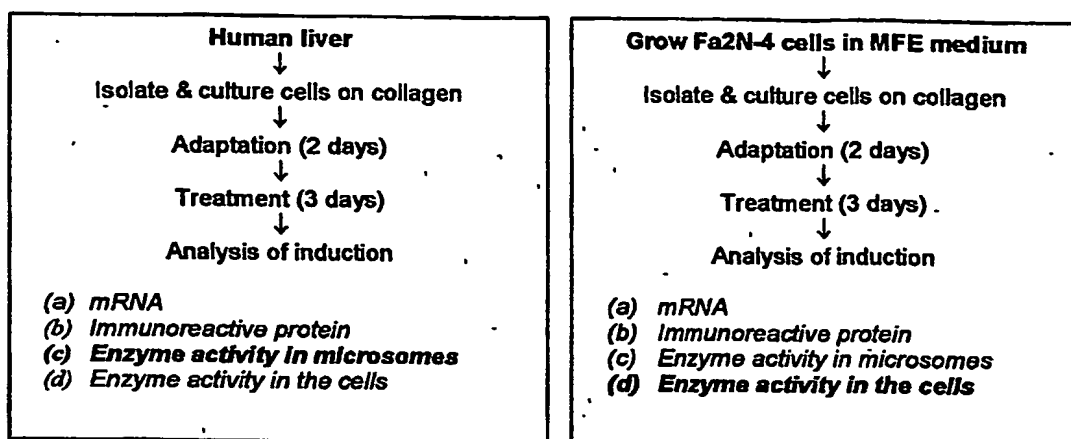 Human liver
↓
Isolate & culture cells on collagen
↓
Adaptation (2 days)
↓
Treatment (3 days)
↓
Analysis of induction
(a) mRNA
(b) Immunoreactive protein
(c) Enzyme activity in microsomes
(d) Enzyme activity in the cells
Grow Fa2N-4 cells in MFE medium
↓
Isolate & culture cells on collagen
↓
Adaptation (2 days)
↓
Treatment (3 days)
↓
Analysis of induction
(a) mRNA
(b) Immunoreactive protein
(c) Enzyme activity in microsomes
(d) Enzyme activity in the cells